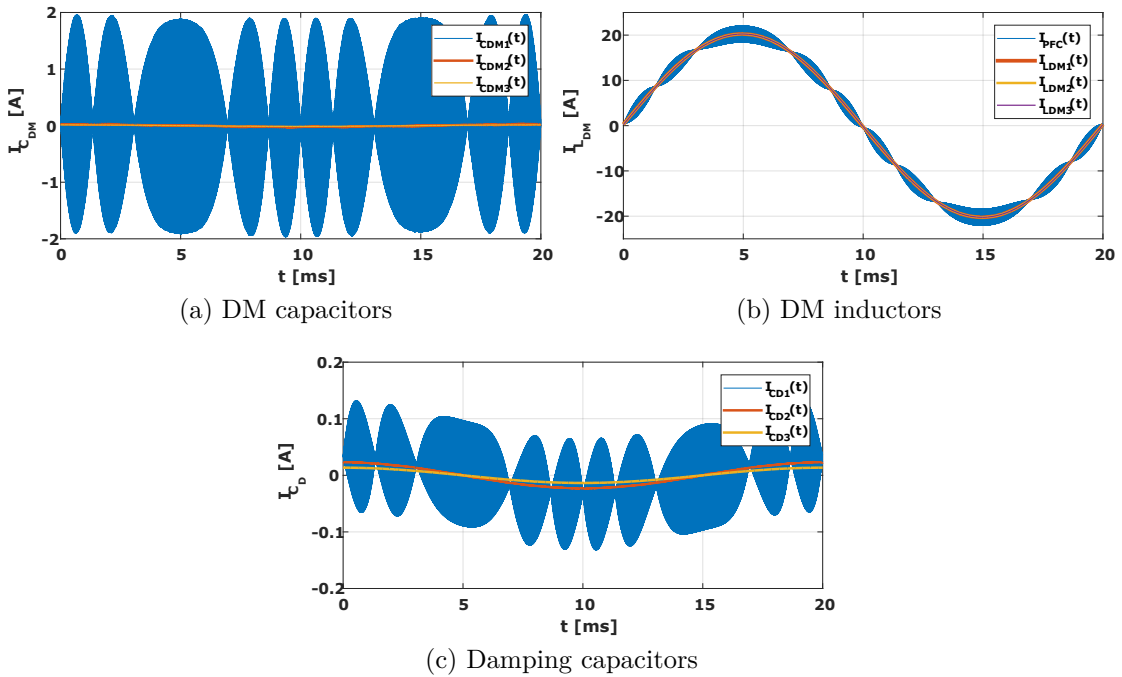 2
1
0
-1
-2
I_CDM [A]
0
5
10
15
20
t [ms]
I_CDM1(t)
I_CDM2(t)
I_CDM3(t)
(a) DM capacitors
20
10
0
-10
-20
I_LDM [A]
0
5
10
15
20
t [ms]
I_PFC(t)
I_LDM1(t)
I_LDM2(t)
I_LDM3(t)
(b) DM inductors
0.2
0.1
0
-0.1
-0.2
I_CD [A]
0
5
10
15
20
t [ms]
I_CD1(t)
I_CD2(t)
I_CD3(t)
(c) Damping capacitors